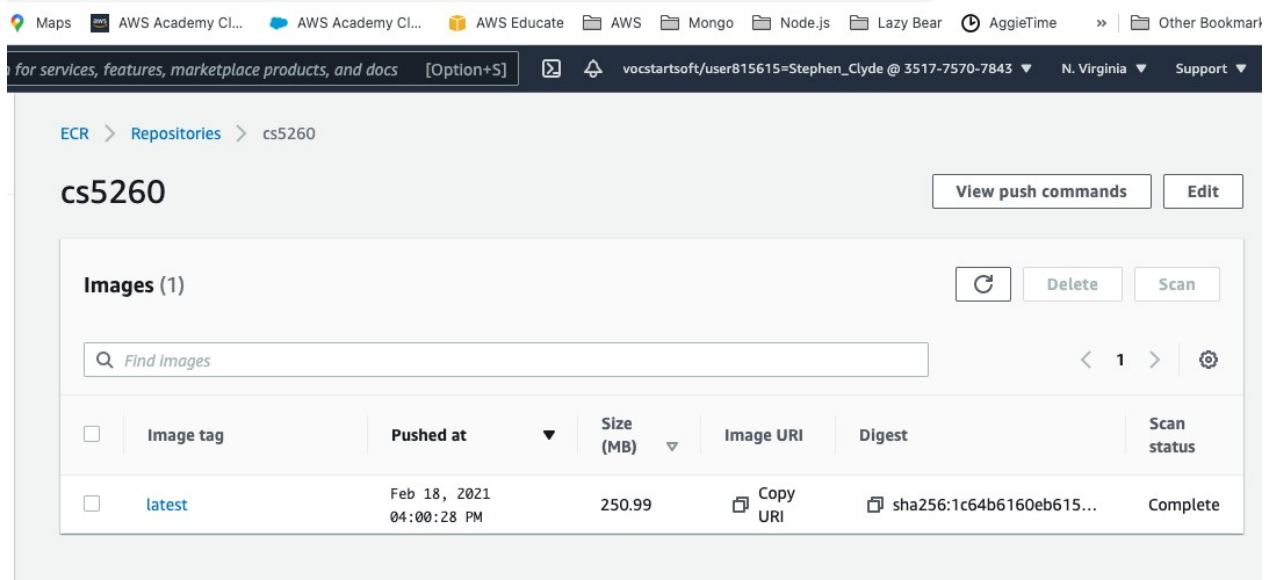 Maps AWS Academy Cl... AWS Academy Cl... AWS Educate AWS Mongo Node.js Lazy Bear AggieTime » Other Bookmark
for services, features, marketplace products, and docs [Option+S] vocstartsoft/user815615=Stephen_Clyde @ 3517-7570-7843 ▼ N. Virginia ▼ Support ▼
ECR > Repositories > cs5260
cs5260 View push commands Edit
Images (1) Delete Scan
Find images < 1 >
Image tag Pushed at ▼ Size (MB) ▽ Image URI Digest Scan status
latest Feb 18, 2021 04:00:28 PM 250.99 Copy URI sha256:1c64b6160eb615... Complete